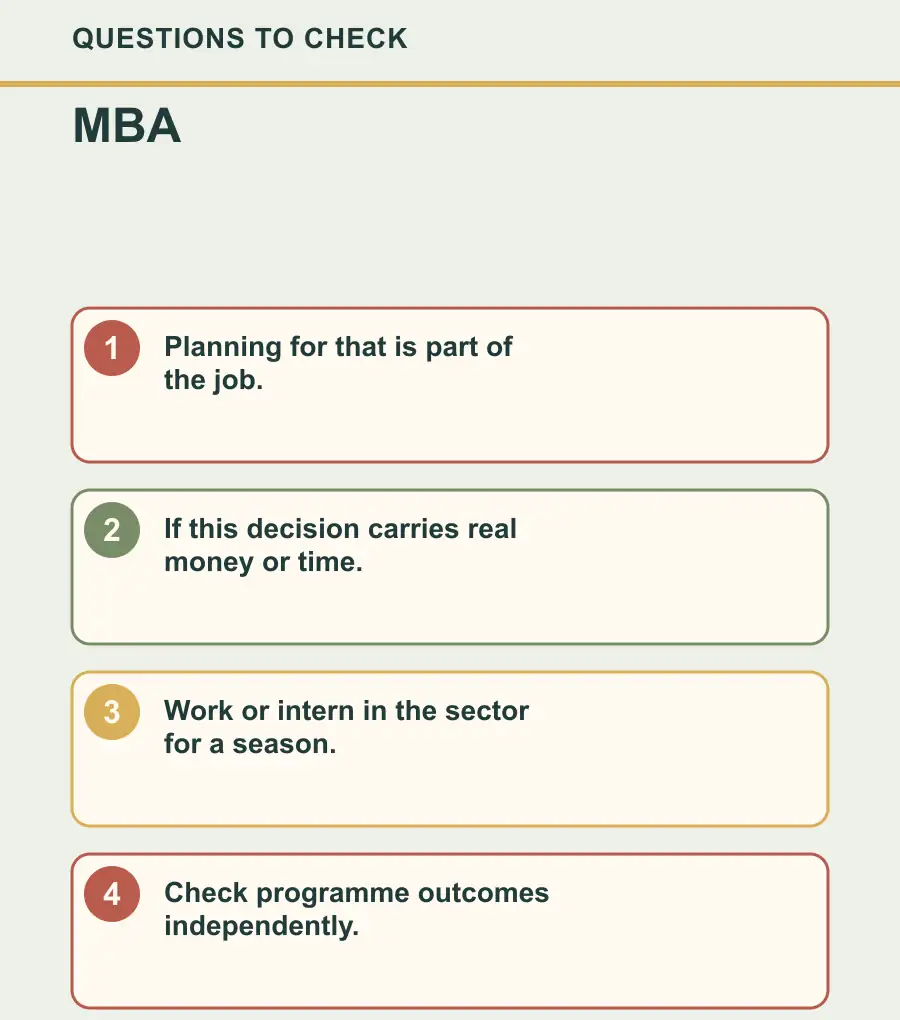 QUESTIONS TO CHECK
MBA
1
Planning for that is part of
the job.
2
If this decision carries real
money or time.
3
Work or intern in the sector
for a season.
4
Check programme outcomes
independently.